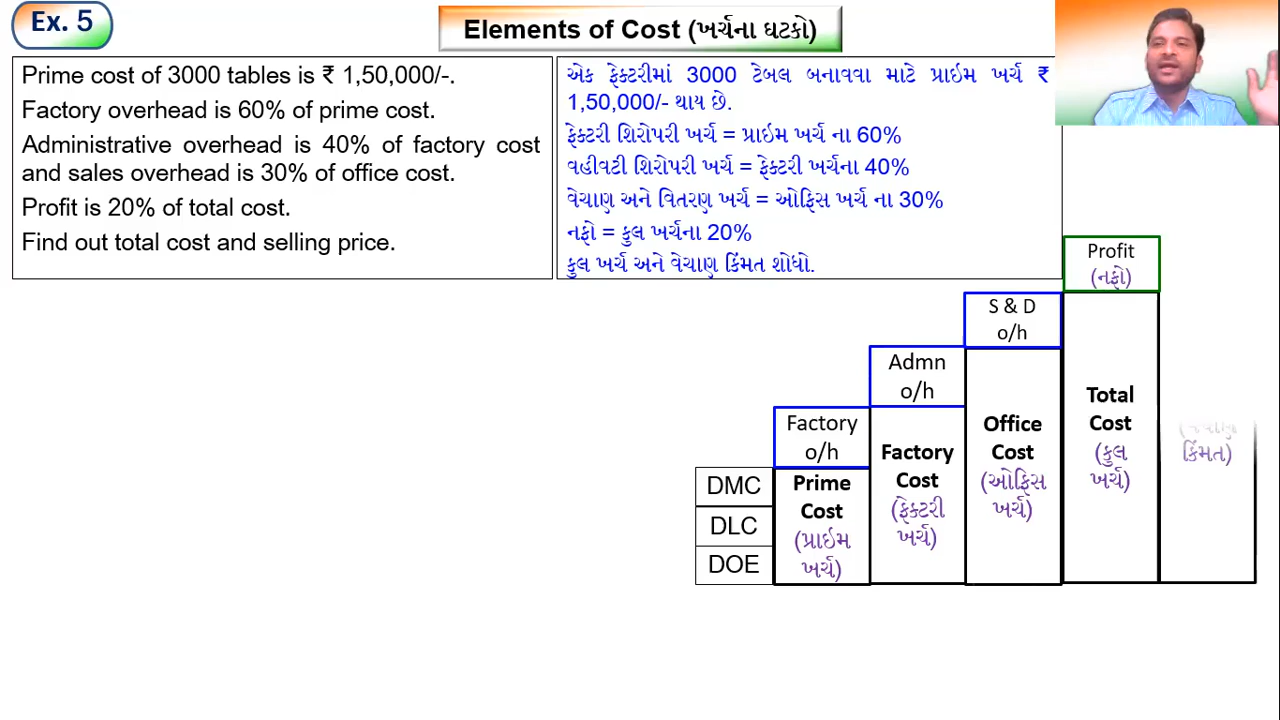 Ex. 5
Elements of Cost (ખર્ચના ઘટકો)
Prime cost of 3000 tables is ₹ 1,50,000/-.
Factory overhead is 60% of prime cost.
Administrative overhead is 40% of factory cost
and sales overhead is 30% of office cost.
Profit is 20% of total cost.
Find out total cost and selling price.
એક ફેક્ટરીમાં 3000 ટેબલ બનાવવા માટે પ્રાઇમ ખર્ચ ₹
1,50,000/- થાય છે.
ફેક્ટરી શિરોપરી ખર્ચ = પ્રાઇમ ખર્ચ ના 60%
વહીવટી શિરોપરી ખર્ચ = ફેક્ટરી ખર્ચના 40%
વેચાણ અને વિતરણ ખર્ચ = ઓફિસ ખર્ચ ના 30%
નફો = કુલ ખર્ચના 20%
કુલ ખર્ચ અને વેચાણ કિંમત શોધો.
Profit
(નફો)
S & D
o/h
Admn
o/h
Factory
o/h
DMC
DLC
DOE
Prime
Cost
(પ્રાઇમ
ખર્ચ)
Factory
Cost
(ફેક્ટરી
ખર્ચ)
Office
Cost
(ઓફિસ
ખર્ચ)
Total
Cost
(કુલ
ખર્ચ)
કિંમત)